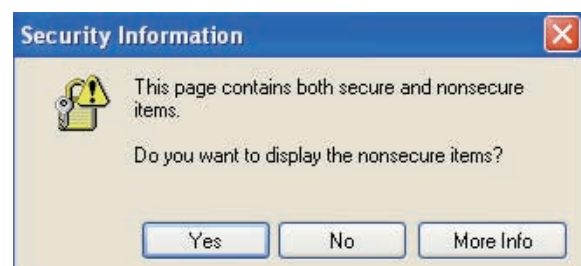 Security Information
This page contains both secure and nonsecure
items.
Do you want to display the nonsecure items?
Yes No More Info